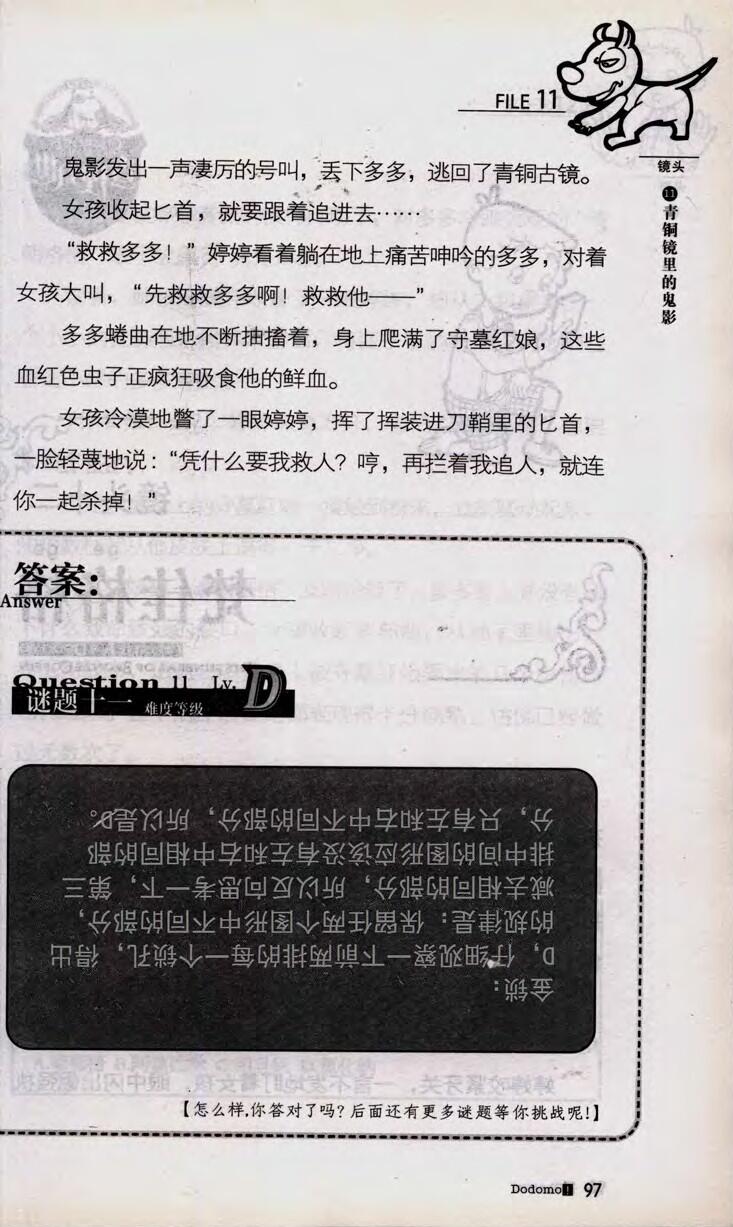 FILE 11
镜头
11青铜镜里的鬼影
鬼影发出一声凄厉的号叫，丢下多多，逃回了青铜古镜。
女孩收起匕首，就要跟着追进去……
“救救多多！”婷婷看着躺在地上痛苦呻吟的多多，对着
女孩大叫，“先救救多多啊！救救他——”
多多蜷曲在地不断抽搐着，身上爬满了守墓红娘，这些
血红色虫子正疯狂吸食他的鲜血。
女孩冷漠地瞥了一眼婷婷，挥了挥装进刀鞘里的匕首，
一脸轻蔑地说：“凭什么要我救人？哼，再拦着我追人，就连
你一起杀掉！”
答案：
Answer
Question 11 Lv. D
谜题十一 难度等级
金锁：
D，仔细观察一下前两排的每一个锁孔，得出
的规律是：保留任两个图形中不同的部分，
减去相同的部分，所以反向思考一下，第三
排中间的图形应该没有左和右中相同的部
分，只有左和右中不同的部分，所以是D。
【怎么样，你答对了吗？后面还有更多谜题等你挑战呢！】
Dodomo! 97